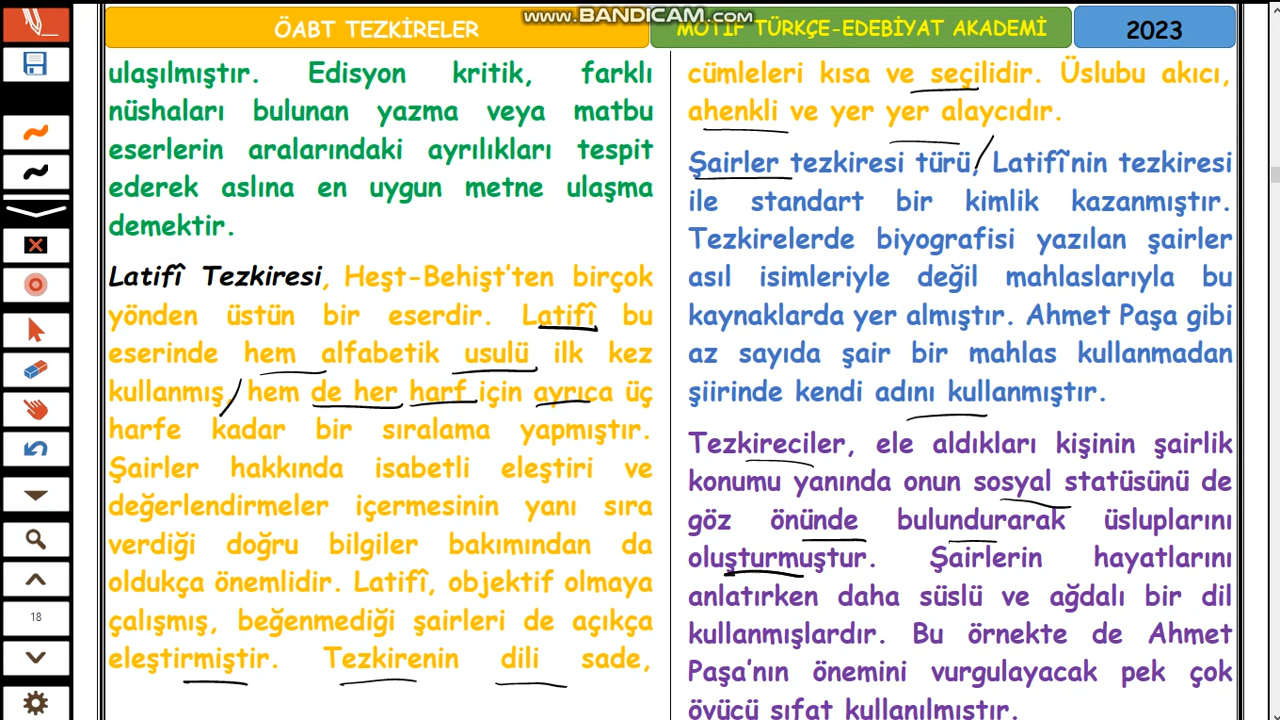 www.BANDICAM.com
ÖABT TEZKİRELER
MOTİF TÜRKÇE-EDEBİYAT AKADEMİ
2023
ulaşılmıştır. Edisyon kritik, farklı
nüshaları bulunan yazma veya matbu
eserlerin aralarındaki ayrılıkları tespit
ederek aslına en uygun metne ulaşma
demektir.
Latifî Tezkiresi, Heşt-Behişt’ten birçok
yönden üstün bir eserdir. Latifî bu
eserinde hem alfabetik usulü ilk kez
kullanmış, hem de her harf için ayrıca üç
harfe kadar bir sıralama yapmıştır.
Şairler hakkında isabetli eleştiri ve
değerlendirmeler içermesinin yanı sıra
verdiği doğru bilgiler bakımından da
oldukça önemlidir. Latifî, objektif olmaya
çalışmış, beğenmediği şairleri de açıkça
eleştirmiştir. Tezkirenin dili sade,
cümleleri kısa ve seçilidir. Üslubu akıcı,
ahenkli ve yer yer alaycıdır.
Şairler tezkiresi türü, Latifî’nin tezkiresi
ile standart bir kimlik kazanmıştır.
Tezkirelerde biyografisi yazılan şairler
asıl isimleriyle değil mahlaslarıyla bu
kaynaklarda yer almıştır. Ahmet Paşa gibi
az sayıda şair bir mahlas kullanmadan
şiirinde kendi adını kullanmıştır.
Tezkireciler, ele aldıkları kişinin şairlik
konumu yanında onun sosyal statüsünü de
göz önünde bulundurarak üsluplarını
oluşturmuştur. Şairlerin hayatlarını
anlatırken daha süslü ve ağdalı bir dil
kullanmışlardır. Bu örnekte de Ahmet
Paşa’nın önemini vurgulayacak pek çok
övücü sıfat kullanılmıştır.
18